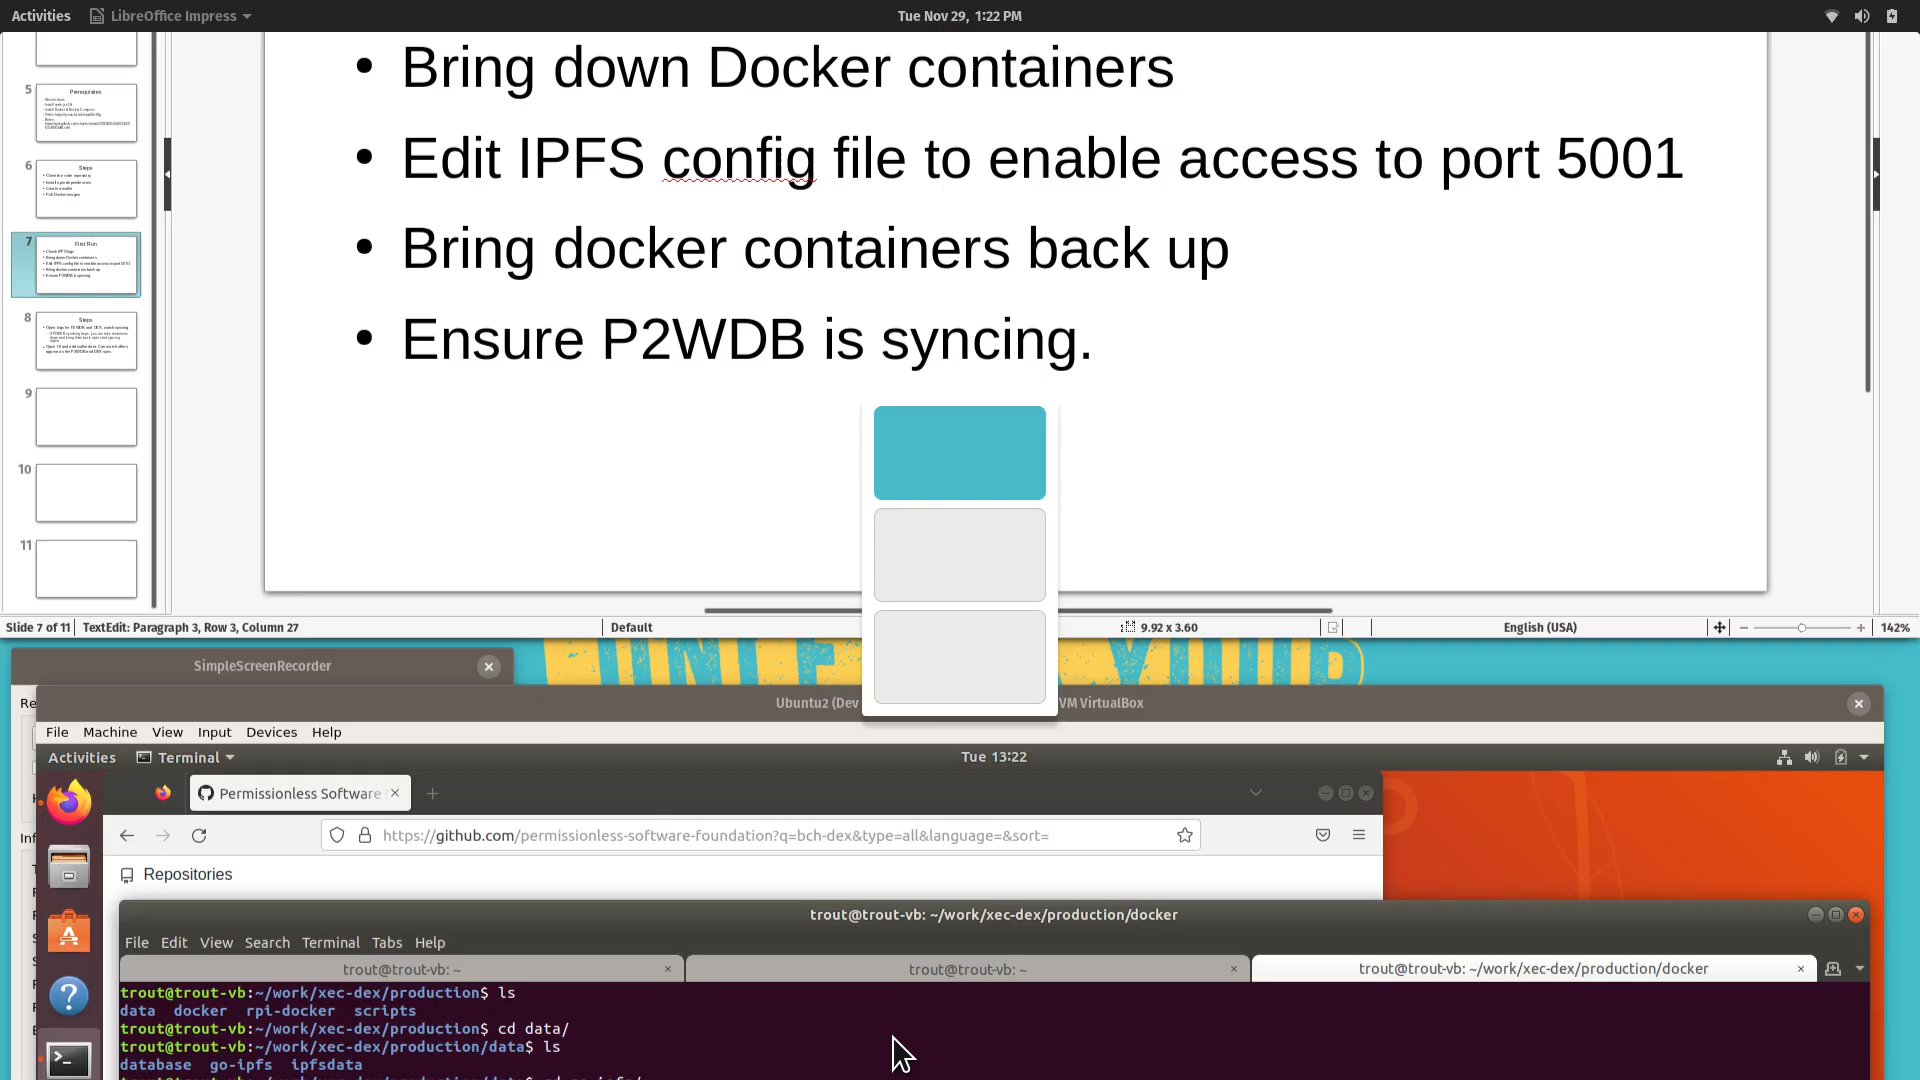 Activities LibreOffice Impress Tue Nov 29, 1:22 PM
Bring down Docker containers
Edit IPFS config file to enable access to port 5001
Bring docker containers back up
Ensure P2WDB is syncing.
5
Prerequisites
6
Steps
7
First Run
8
Steps
9
10
11
Slide 7 of 11 TextEdit: Paragraph 3, Row 3, Column 27 Default 9.92 x 3.60 English (USA) 142%
SimpleScreenRecorder
Re
Inf
Ubuntu2 (Dev VM VirtualBox
File Machine View Input Devices Help
Activities Terminal Tue 13:22
Permissionless Software
https://github.com/permissionless-software-foundation?q=bch-dex&type=all&language=&sort=
Repositories
trout@trout-vb: ~/work/xec-dex/production/docker
File Edit View Search Terminal Tabs Help
trout@trout-vb: ~ trout@trout-vb: ~ trout@trout-vb: ~/work/xec-dex/production/docker
trout@trout-vb:~/work/xec-dex/production$ ls
data docker rpi-docker scripts
trout@trout-vb:~/work/xec-dex/production$ cd data/
trout@trout-vb:~/work/xec-dex/production/data$ ls
database go-ipfs ipfsdata